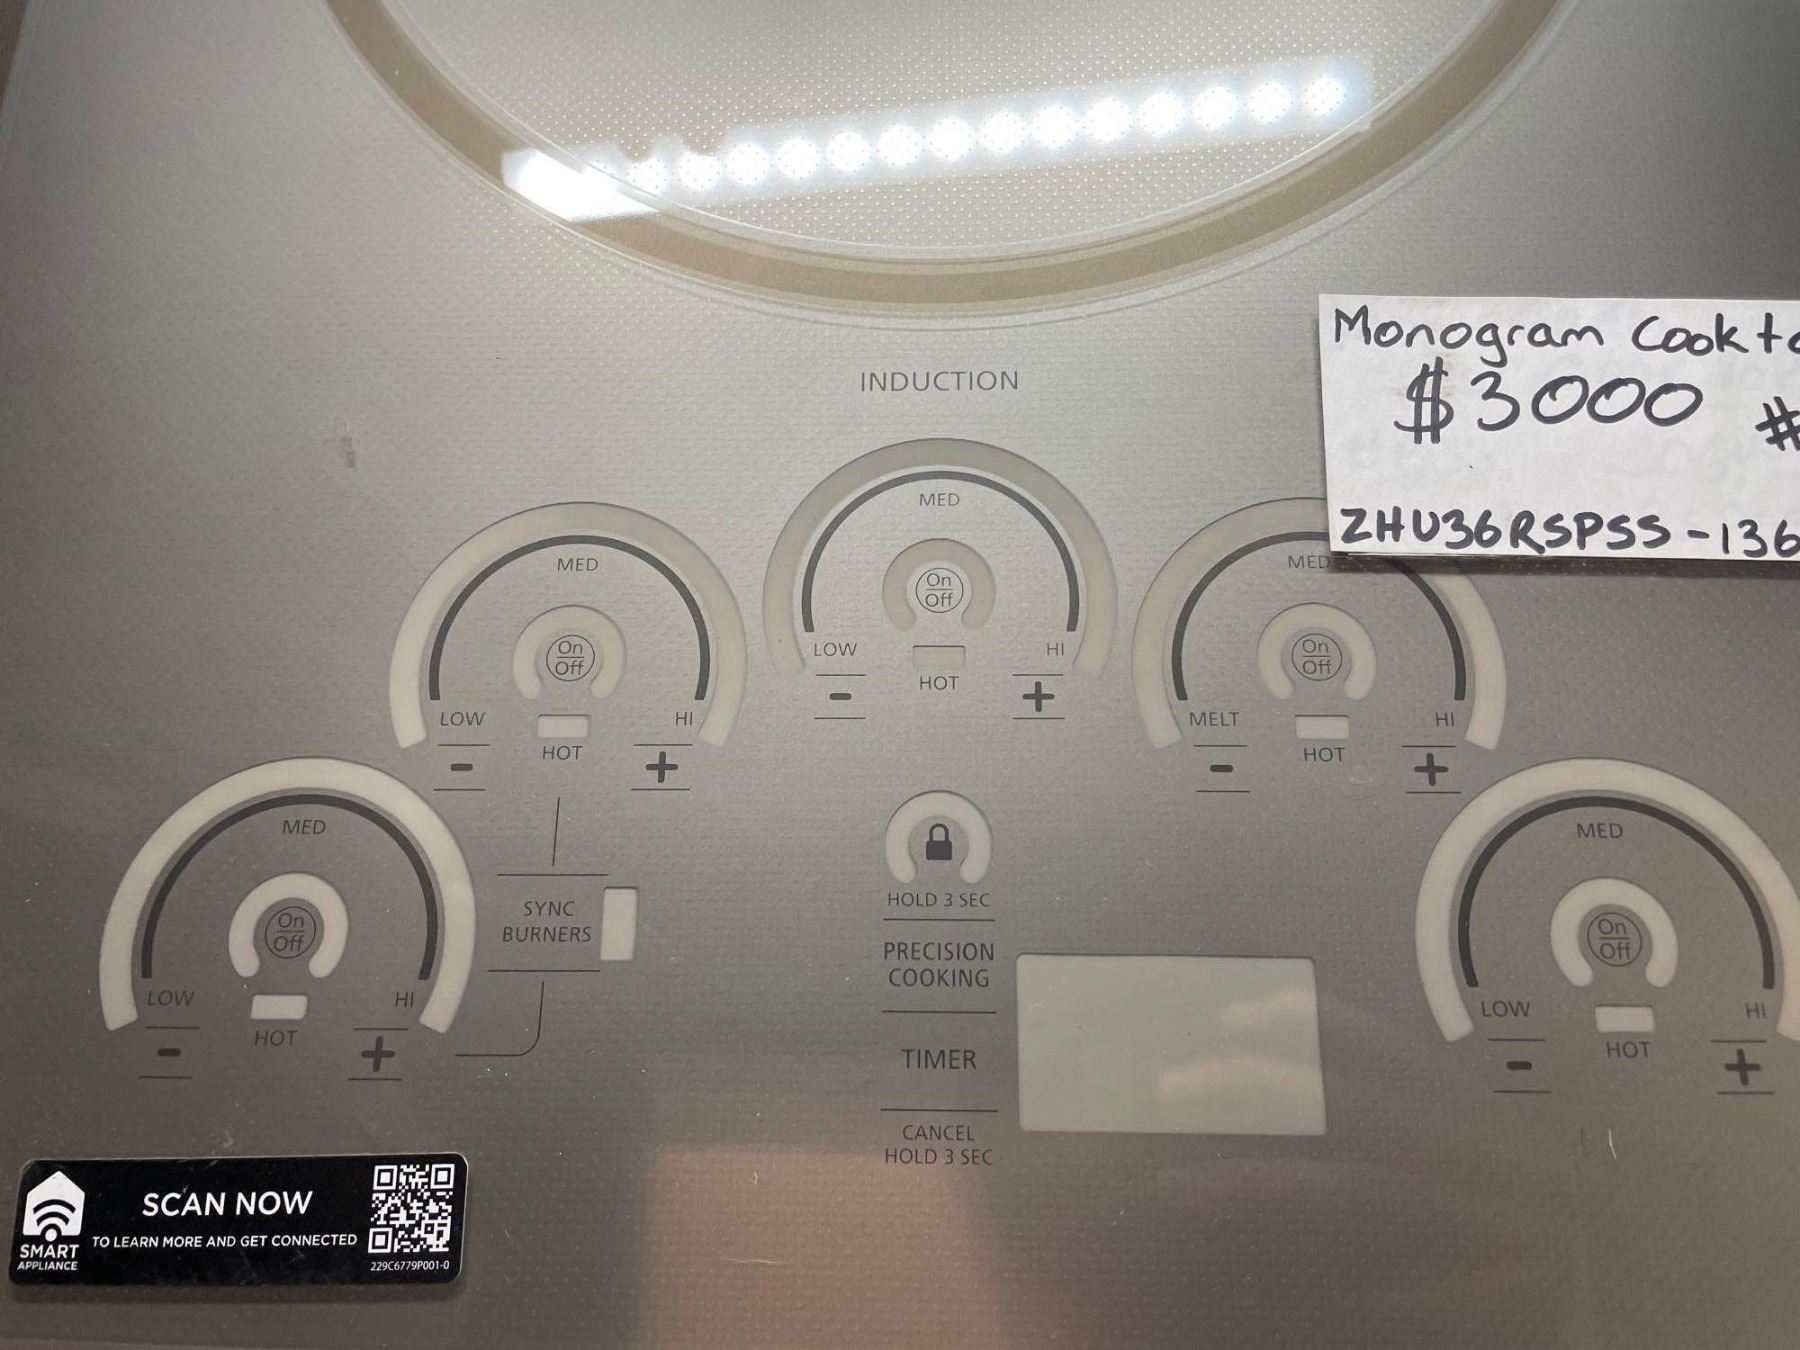 Monogram Cookto
$3000 #
ZHU36RSPSS-136
INDUCTION
MED
On
Off
LOW HI
HOT
- +
MED
On
Off
LOW HI
HOT
- +
MED
On
Off
MELT HI
HOT
- +
MED
On
Off
LOW HI
HOT
- +
SYNC
BURNERS
HOLD 3 SEC
PRECISION
COOKING
TIMER
CANCEL
HOLD 3 SEC
MED
On
Off
LOW HI
HOT
- +
SMART
APPLIANCE
SCAN NOW
TO LEARN MORE AND GET CONNECTED
229C6779P001-0